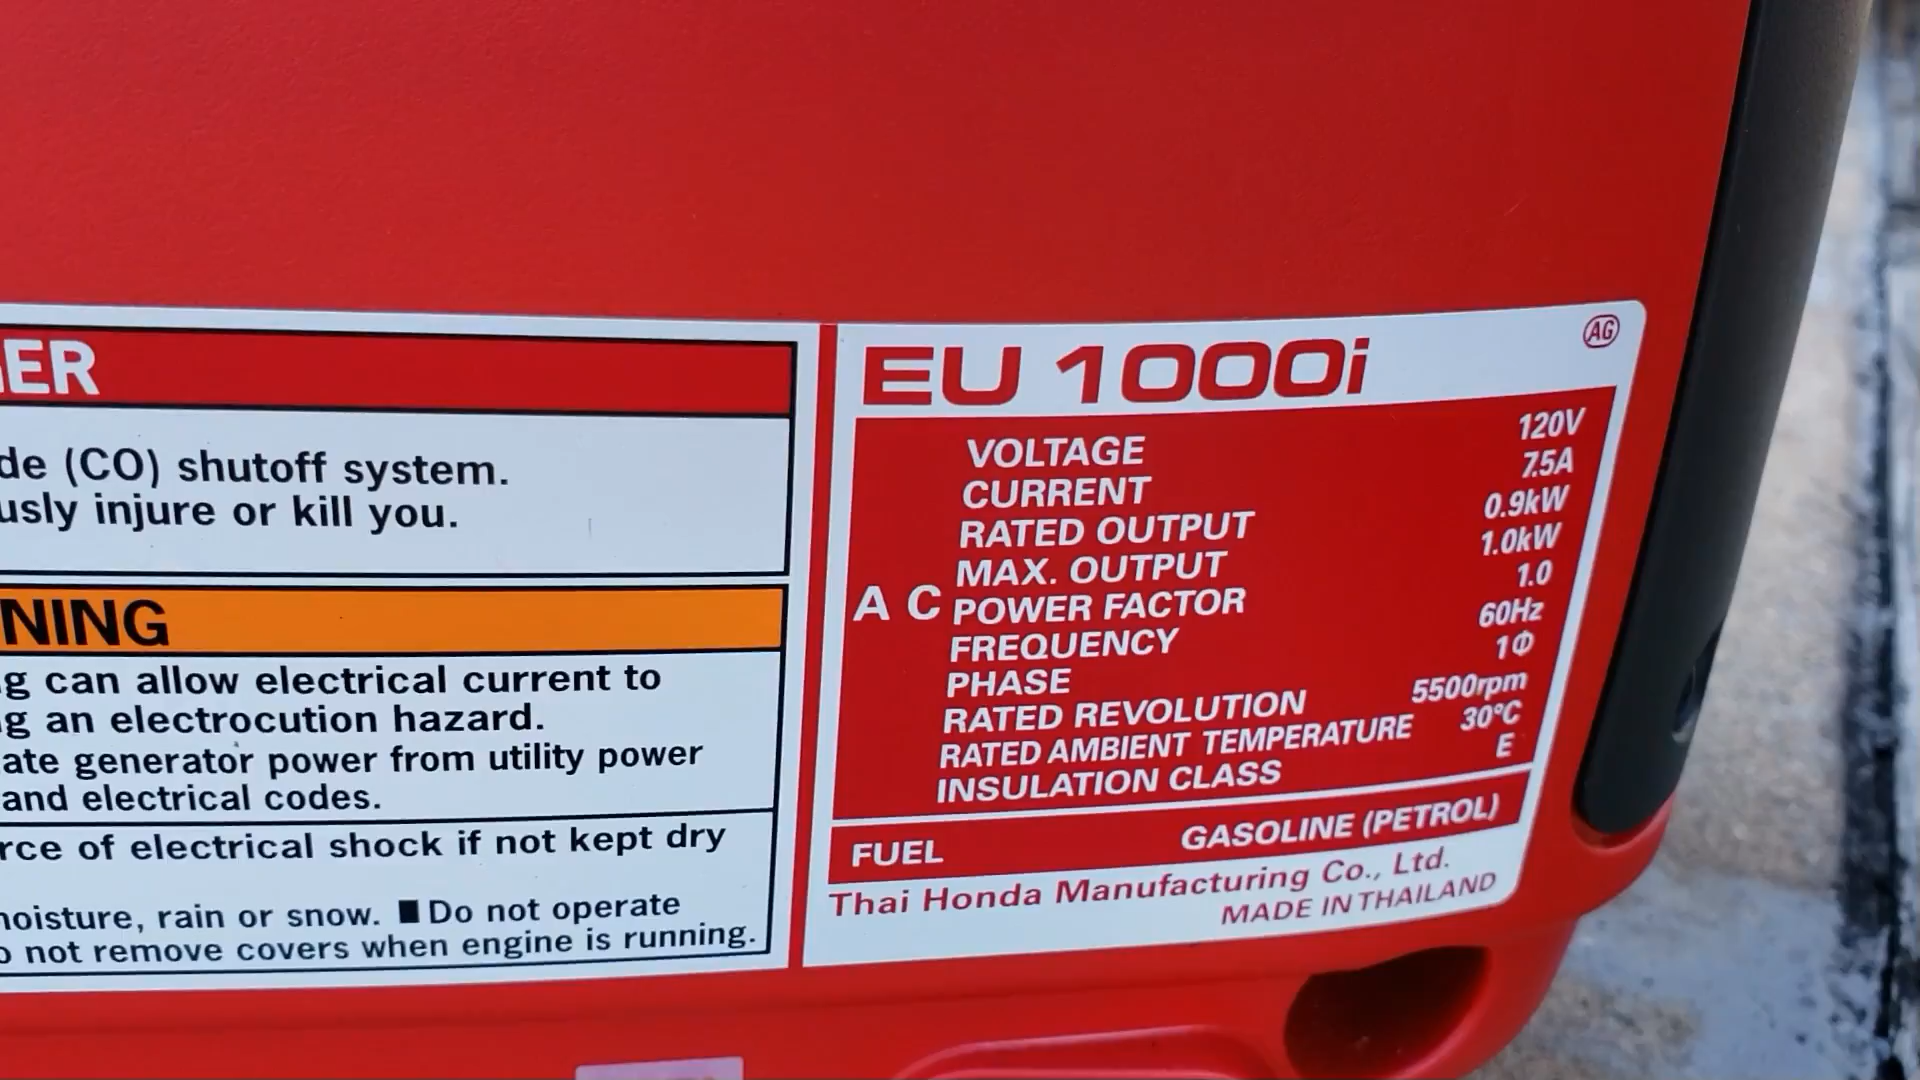 ER
de (CO) shutoff system.
usly injure or kill you.
NING
g can allow electrical current to
g an electrocution hazard.
ate generator power from utility power
and electrical codes.
rce of electrical shock if not kept dry
moisture, rain or snow. ■ Do not operate
o not remove covers when engine is running.
EU 1000i
AG
AC
VOLTAGE 120V
CURRENT 7.5A
RATED OUTPUT 0.9kW
MAX. OUTPUT 1.0kW
POWER FACTOR 1.0
FREQUENCY 60Hz
PHASE 1Φ
RATED REVOLUTION 5500rpm
RATED AMBIENT TEMPERATURE 30°C
INSULATION CLASS E
FUEL GASOLINE (PETROL)
Thai Honda Manufacturing Co., Ltd.
MADE IN THAILAND